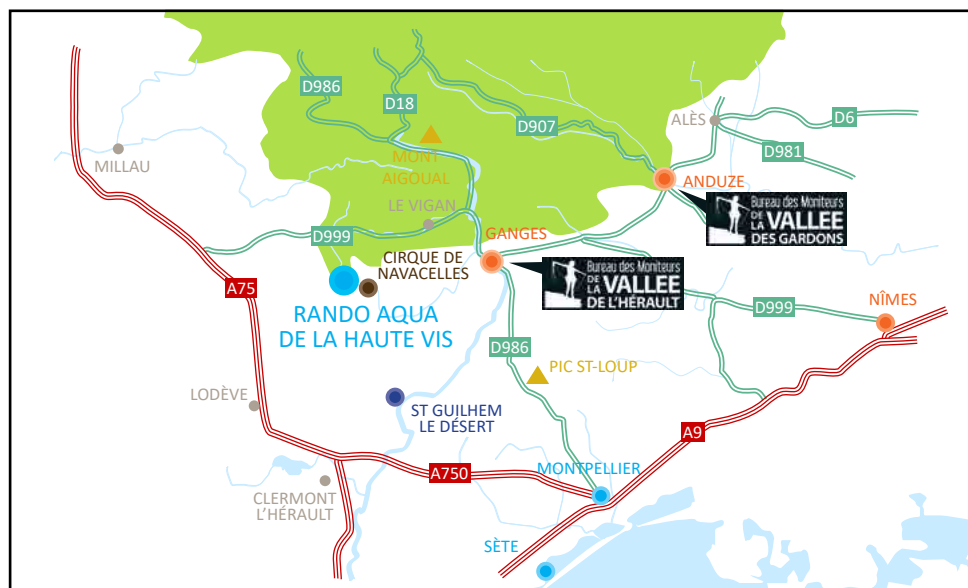 D986
D18
D907
ALÈS
D6
D981
MILLAU
MONT
AIGOUAL
ANDUZE
Bureau des Moniteurs
DE LA VALLEE
DES GARDONS
LE VIGAN
D999
GANGES
CIRQUE DE
NAVACELLES
Bureau des Moniteurs
DE LA VALLEE
DE L'HÉRAULT
A75
NÎMES
D999
RANDO AQUA
DE LA HAUTE VIS
D986
PIC ST-LOUP
LODÈVE
ST GUILHEM
LE DÉSERT
A9
A750
MONTPELLIER
CLERMONT
L'HÉRAULT
SÈTE